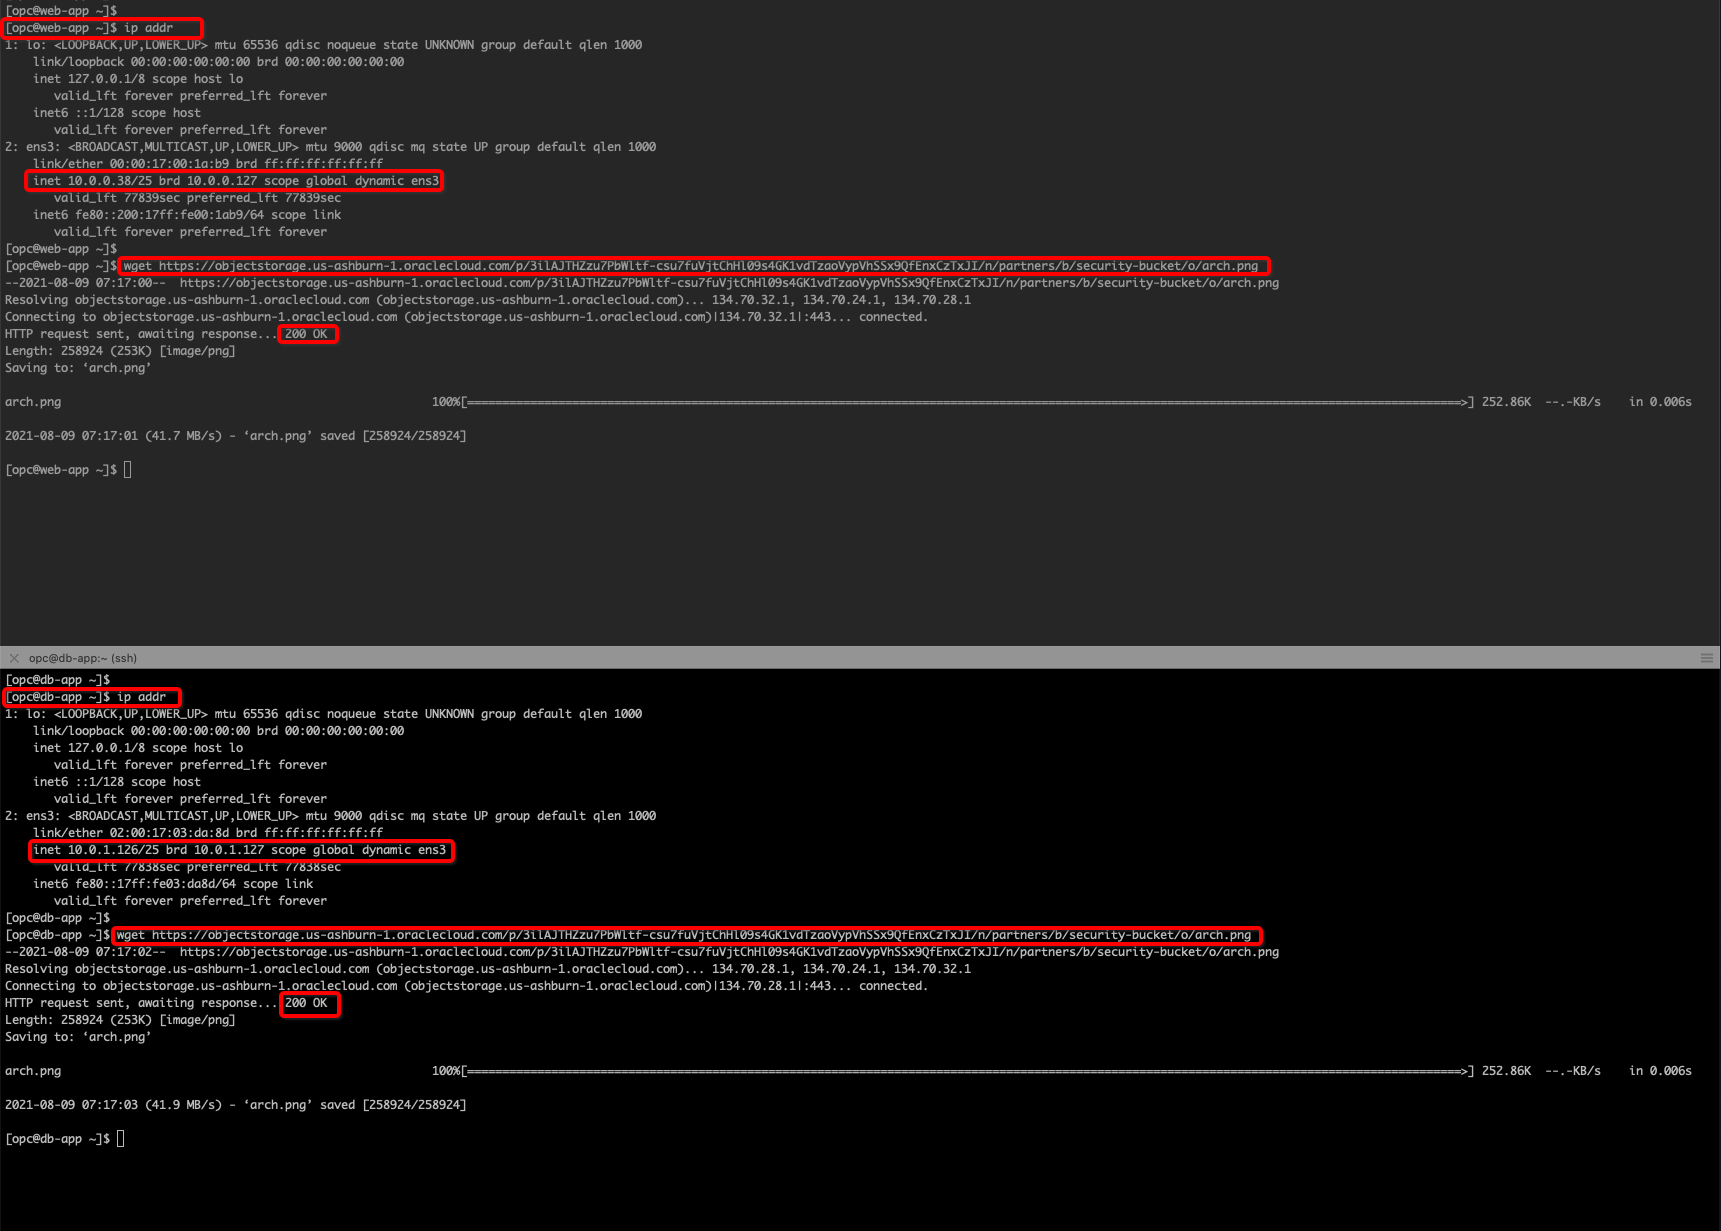 [opc@web-app ~]$
[opc@web-app ~]$ ip addr
1: lo: <LOOPBACK,UP,LOWER_UP> mtu 65536 qdisc noqueue state UNKNOWN group default qlen 1000
link/loopback 00:00:00:00:00:00 brd 00:00:00:00:00:00
inet 127.0.0.1/8 scope host lo
valid_lft forever preferred_lft forever
inet6 ::1/128 scope host
valid_lft forever preferred_lft forever
2: ens3: <BROADCAST,MULTICAST,UP,LOWER_UP> mtu 9000 qdisc mq state UP group default qlen 1000
link/ether 00:00:17:00:1a:b9 brd ff:ff:ff:ff:ff:ff
inet 10.0.0.38/25 brd 10.0.0.127 scope global dynamic ens3
valid_lft 77839sec preferred_lft 77839sec
inet6 fe80::200:17ff:fe00:1ab9/64 scope link
valid_lft forever preferred_lft forever
[opc@web-app ~]$
[opc@web-app ~]$ wget https://objectstorage.us-ashburn-1.oraclecloud.com/p/3ilAJTHZzu7PbWltf-csu7fuVjtChHl09s4GK1vdTzaoVypVhSSx9QfEnxCzTxJI/n/partners/b/security-bucket/o/arch.png
--2021-08-09 07:17:00--  https://objectstorage.us-ashburn-1.oraclecloud.com/p/3ilAJTHZzu7PbWltf-csu7fuVjtChHl09s4GK1vdTzaoVypVhSSx9QfEnxCzTxJI/n/partners/b/security-bucket/o/arch.png
Resolving objectstorage.us-ashburn-1.oraclecloud.com (objectstorage.us-ashburn-1.oraclecloud.com)... 134.70.32.1, 134.70.24.1, 134.70.28.1
Connecting to objectstorage.us-ashburn-1.oraclecloud.com (objectstorage.us-ashburn-1.oraclecloud.com)|134.70.32.1|:443... connected.
HTTP request sent, awaiting response... 200 OK
Length: 258924 (253K) [image/png]
Saving to: ‘arch.png’
arch.png 100%[=====================================================>] 252.86K --.-KB/s in 0.006s
2021-08-09 07:17:01 (41.7 MB/s) - ‘arch.png’ saved [258924/258924]
[opc@web-app ~]$
opc@db-app:~ (ssh)
[opc@db-app ~]$
[opc@db-app ~]$ ip addr
1: lo: <LOOPBACK,UP,LOWER_UP> mtu 65536 qdisc noqueue state UNKNOWN group default qlen 1000
link/loopback 00:00:00:00:00:00 brd 00:00:00:00:00:00
inet 127.0.0.1/8 scope host lo
valid_lft forever preferred_lft forever
inet6 ::1/128 scope host
valid_lft forever preferred_lft forever
2: ens3: <BROADCAST,MULTICAST,UP,LOWER_UP> mtu 9000 qdisc mq state UP group default qlen 1000
link/ether 02:00:17:03:da:8d brd ff:ff:ff:ff:ff:ff
inet 10.0.1.126/25 brd 10.0.1.127 scope global dynamic ens3
valid_lft 77838sec preferred_lft 77838sec
inet6 fe80::17ff:fe03:da8d/64 scope link
valid_lft forever preferred_lft forever
[opc@db-app ~]$
[opc@db-app ~]$ wget https://objectstorage.us-ashburn-1.oraclecloud.com/p/3ilAJTHZzu7PbWltf-csu7fuVjtChHl09s4GK1vdTzaoVypVhSSx9QfEnxCzTxJI/n/partners/b/security-bucket/o/arch.png
--2021-08-09 07:17:02--  https://objectstorage.us-ashburn-1.oraclecloud.com/p/3ilAJTHZzu7PbWltf-csu7fuVjtChHl09s4GK1vdTzaoVypVhSSx9QfEnxCzTxJI/n/partners/b/security-bucket/o/arch.png
Resolving objectstorage.us-ashburn-1.oraclecloud.com (objectstorage.us-ashburn-1.oraclecloud.com)... 134.70.28.1, 134.70.24.1, 134.70.32.1
Connecting to objectstorage.us-ashburn-1.oraclecloud.com (objectstorage.us-ashburn-1.oraclecloud.com)|134.70.28.1|:443... connected.
HTTP request sent, awaiting response... 200 OK
Length: 258924 (253K) [image/png]
Saving to: ‘arch.png’
arch.png 100%[=====================================================>] 252.86K --.-KB/s in 0.006s
2021-08-09 07:17:03 (41.9 MB/s) - ‘arch.png’ saved [258924/258924]
[opc@db-app ~]$